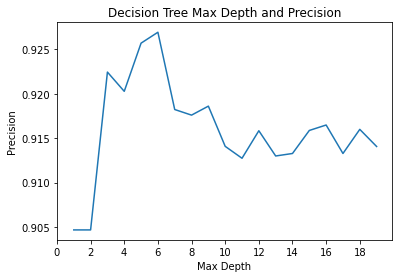 Decision Tree Max Depth and Precision
0.925
0.920
0.915
0.910
0.905
Precision
0 2 4 6 8 10 12 14 16 18
Max Depth